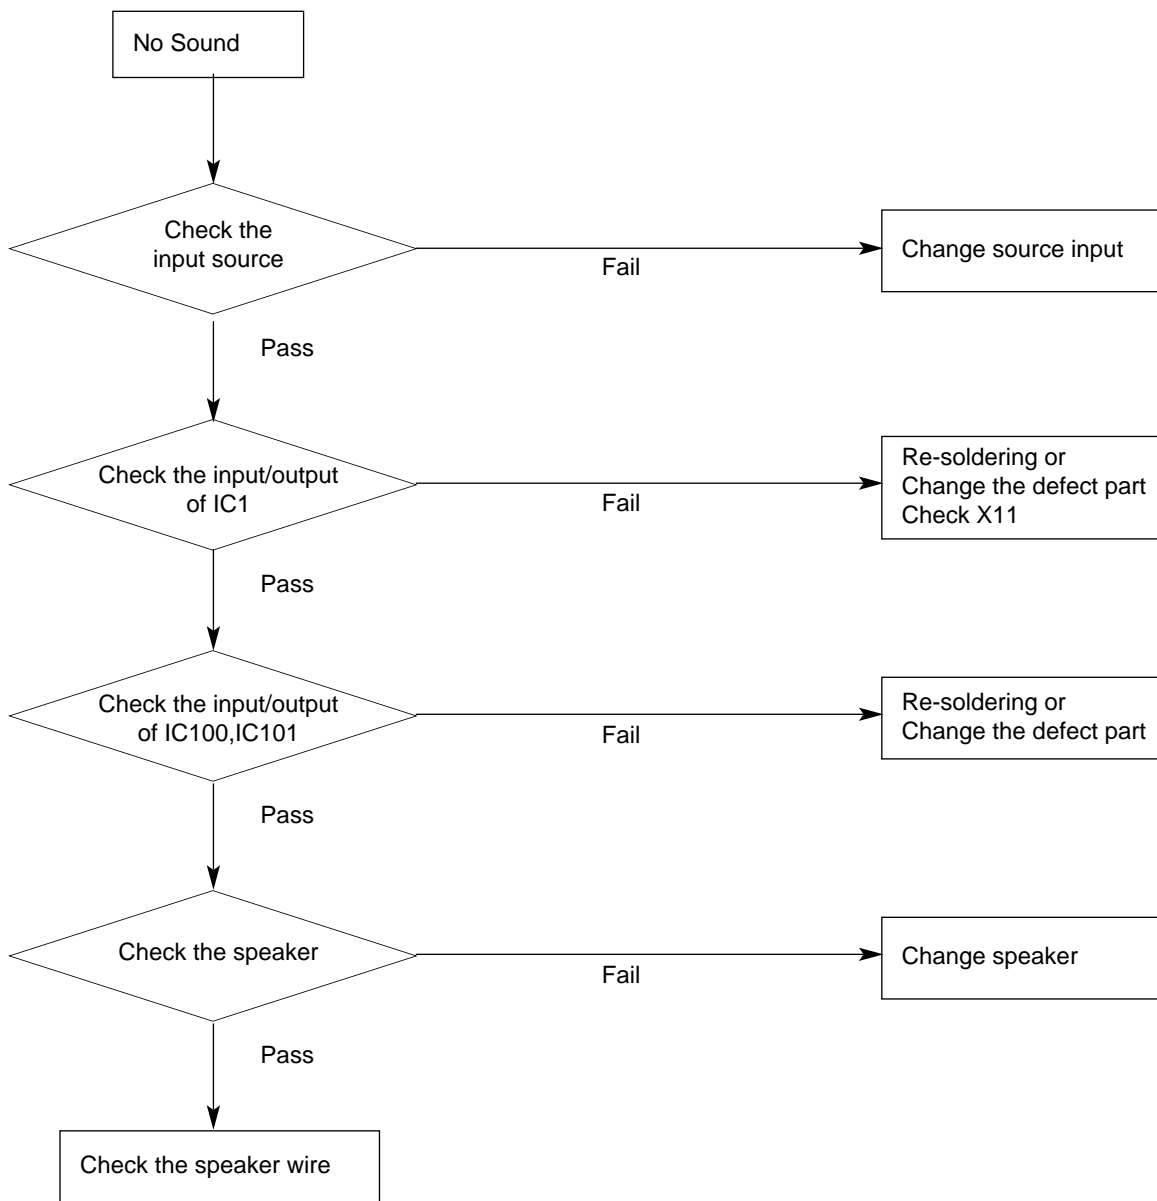 No Sound
Check the
input source
Fail
Change source input
Pass
Check the input/output
of IC1
Fail
Re-soldering or
Change the defect part
Check X11
Pass
Check the input/output
of IC100,IC101
Fail
Re-soldering or
Change the defect part
Pass
Check the speaker
Fail
Change speaker
Pass
Check the speaker wire